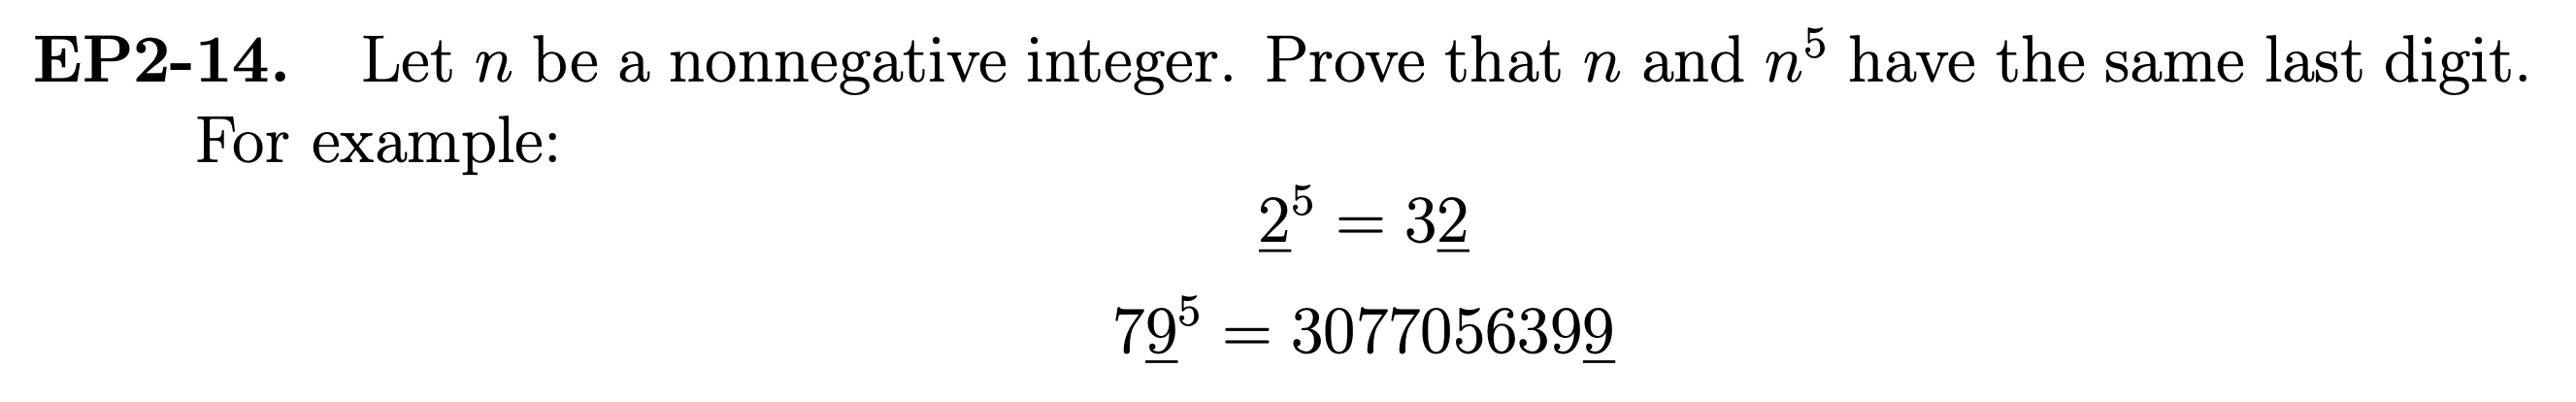 EP2-14. Let n be a nonnegative integer. Prove that n and n⁵ have the same last digit.
For example:
2⁵ = 32
79⁵ = 3077056399